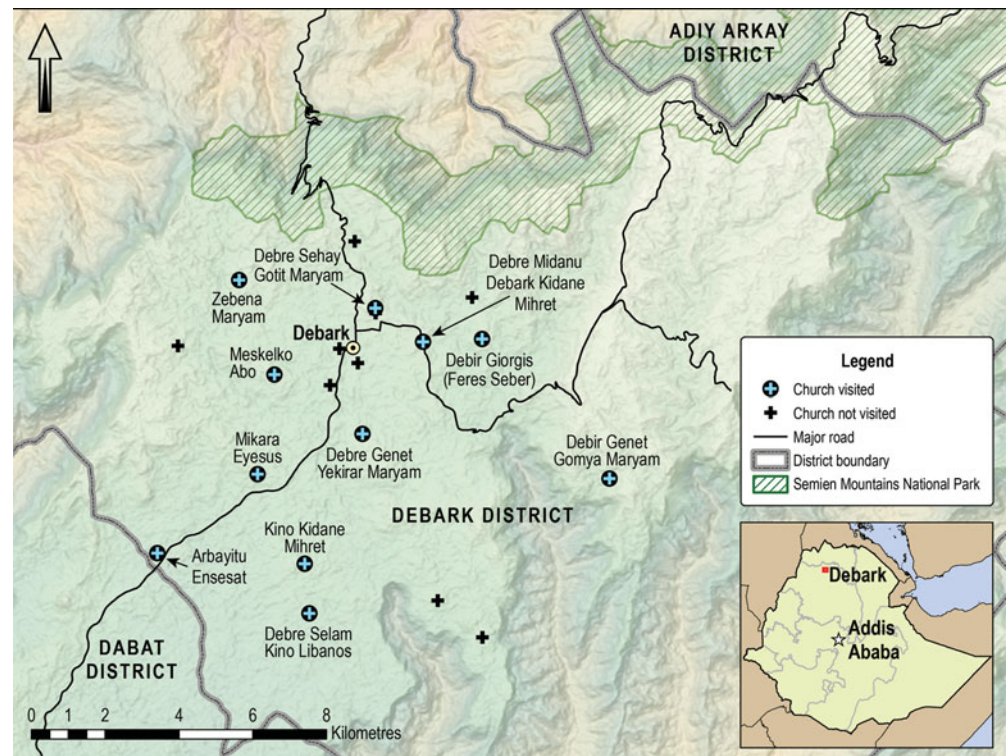 ADIY ARKAY
DISTRICT
Debre Sehay
Gotit Maryam
Debre Midanu
Debark Kidane
Mihret
Zebena
Maryam
Debark
Meskelko
Abo
Debir Giorgis
(Feres Seber)
Mikara
Eyesus
Debre Genet
Yekirar Maryam
Debir Genet
Gomya Maryam
DEBARK DISTRICT
Kino Kidane
Mihret
Arbayitu
Ensesat
Debre Selam
Kino Libanos
DABAT
DISTRICT
0 1 2 4 6 8
Kilometres
Legend
Church visited
Church not visited
Major road
District boundary
Semien Mountains National Park
Debark
Addis
Ababa